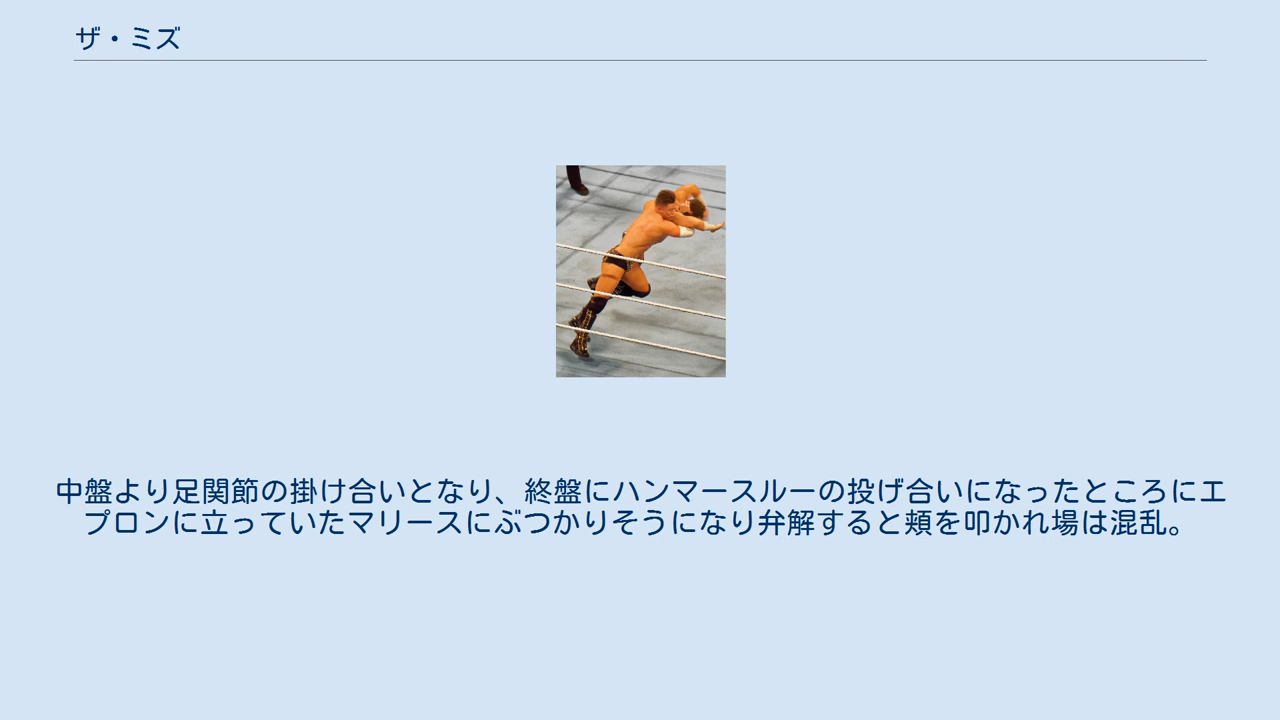 ザ・ミズ
中盤より足関節の掛け合いとなり、終盤にハンマースルーの投げ合いになったところにエ
プロンに立っていたマリースにぶつかりそうになり弁解すると頬を叩かれ場は混乱。